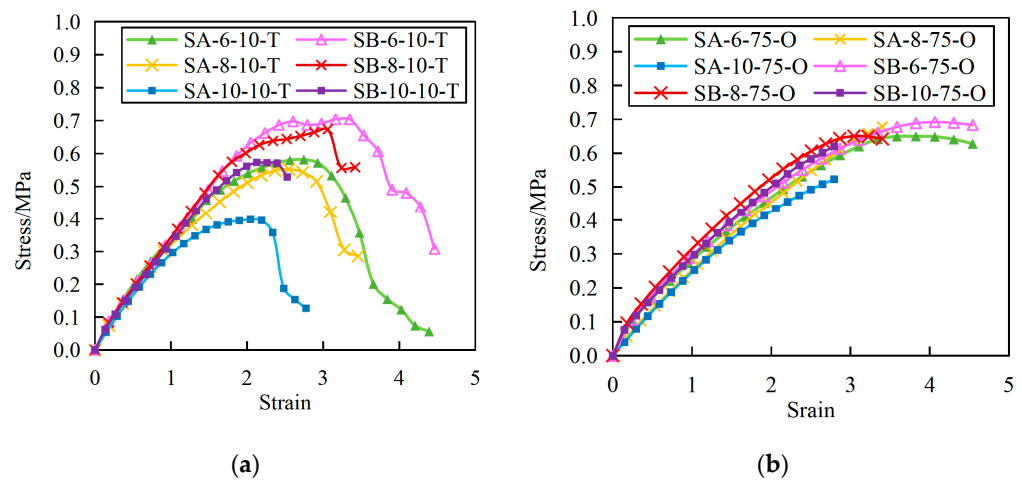 1.0
0.9
0.8
0.7
0.6
0.5
0.4
0.3
0.2
0.1
0.0
Stress/MPa
SA-6-10-T SB-6-10-T
SA-8-10-T SB-8-10-T
SA-10-10-T SB-10-10-T
0 1 2 3 4 5
Strain
(a)
1.0
0.9
0.8
0.7
0.6
0.5
0.4
0.3
0.2
0.1
0.0
Stress/MPa
SA-6-75-O SA-8-75-O
SA-10-75-O SB-6-75-O
SB-8-75-O SB-10-75-O
0 1 2 3 4 5
Srain
(b)